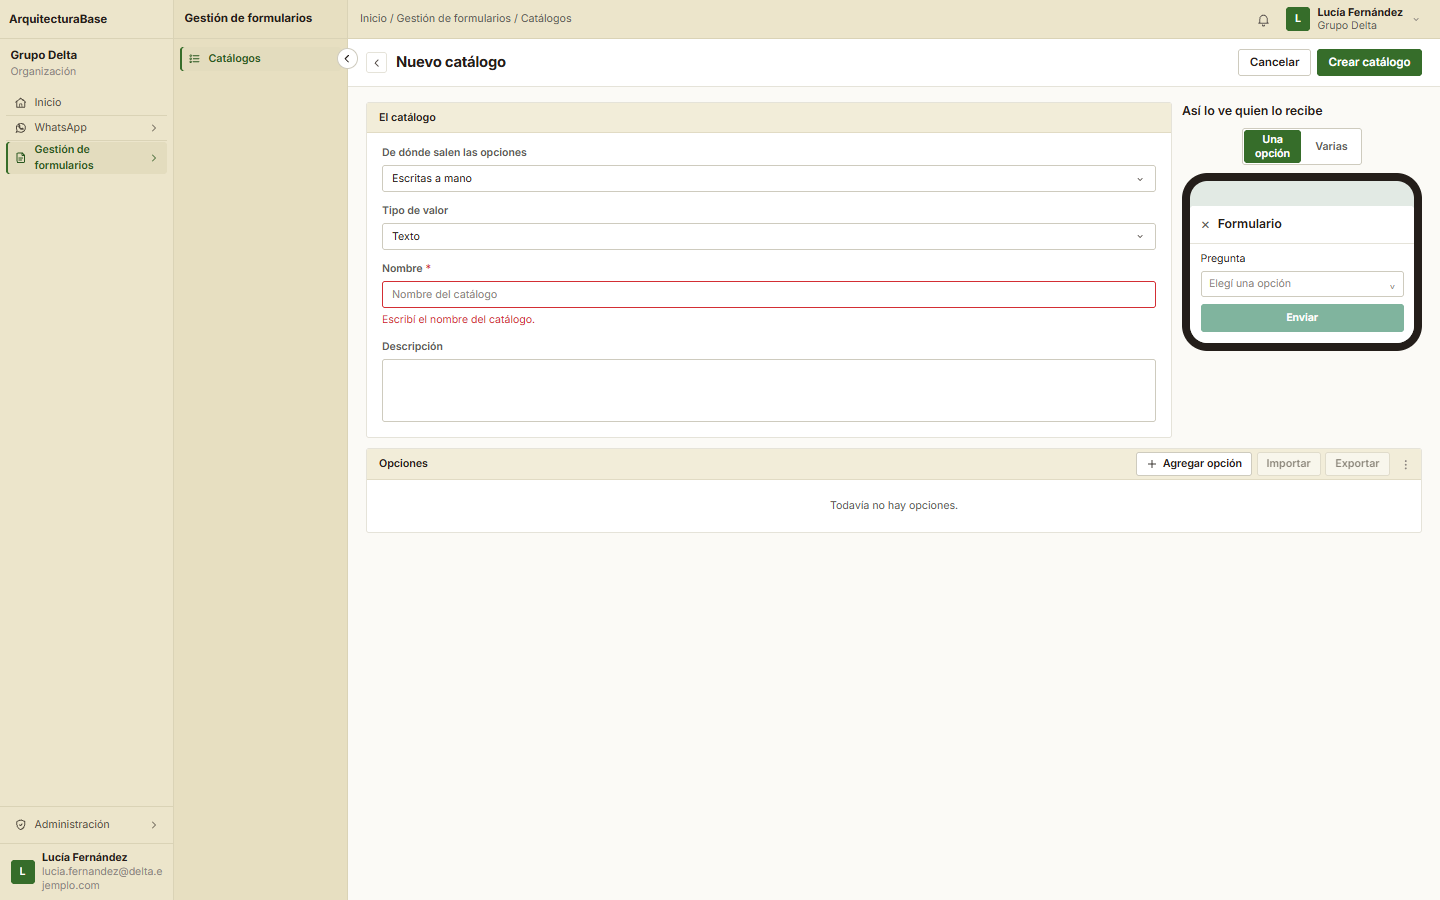 ArquitecturaBase
Gestión de formularios
Inicio / Gestión de formularios / Catálogos
L
Lucía Fernández
Grupo Delta
Grupo Delta
Organización
Inicio
WhatsApp
Gestión de
formularios
Catálogos
Nuevo catálogo
Cancelar
Crear catálogo
El catálogo
De dónde salen las opciones
Escritas a mano
Tipo de valor
Texto
Nombre *
Nombre del catálogo
Escribí el nombre del catálogo.
Descripción
Así lo ve quien lo recibe
Una
opción
Varias
Formulario
Pregunta
Elegí una opción
Enviar
Opciones
Agregar opción
Importar
Exportar
Todavía no hay opciones.
Administración
L
Lucía Fernández
lucia.fernandez@delta.e
jemplo.com